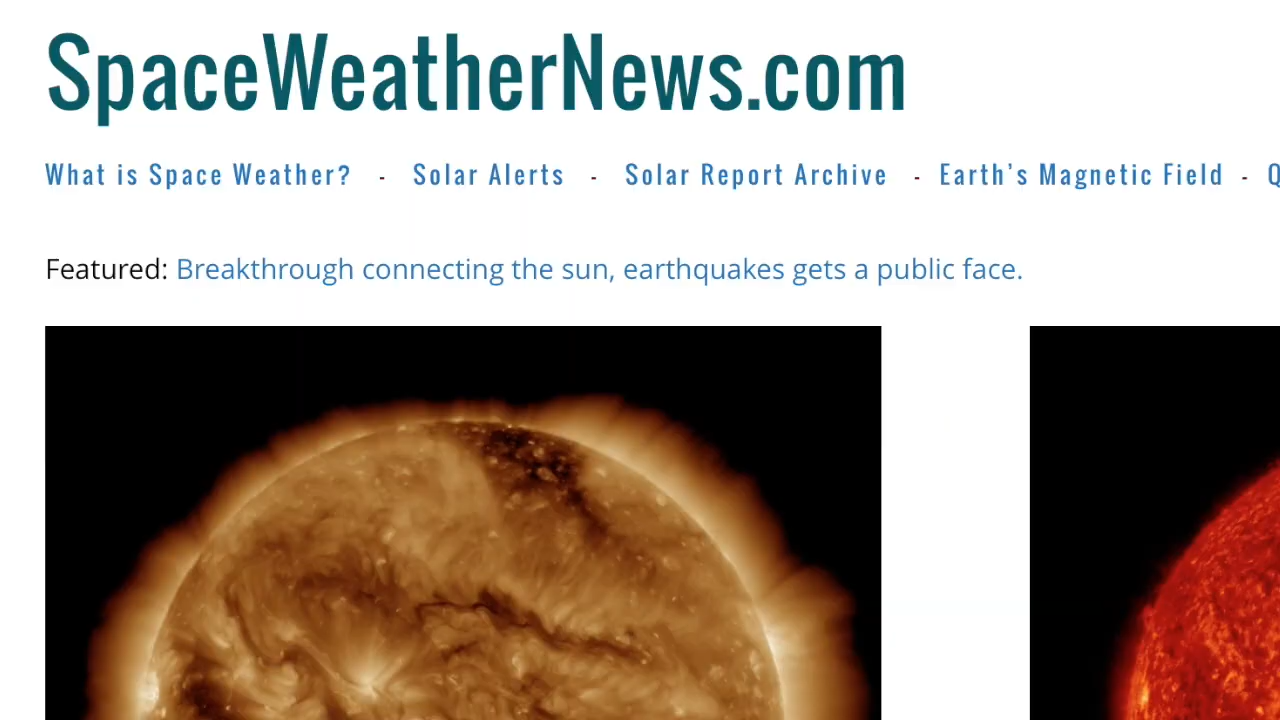 SpaceWeatherNews.com
What is Space Weather? - Solar Alerts - Solar Report Archive - Earth’s Magnetic Field - Q
Featured: Breakthrough connecting the sun, earthquakes gets a public face.